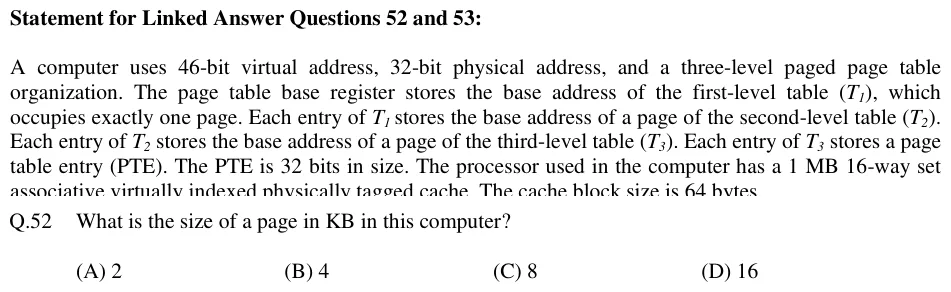 Statement for Linked Answer Questions 52 and 53:
A computer uses 46-bit virtual address, 32-bit physical address, and a three-level paged page table
organization. The page table base register stores the base address of the first-level table (T₁), which
occupies exactly one page. Each entry of T₁ stores the base address of a page of the second-level table (T₂).
Each entry of T₂ stores the base address of a page of the third-level table (T₃). Each entry of T₃ stores a page
table entry (PTE). The PTE is 32 bits in size. The processor used in the computer has a 1 MB 16-way set
associative virtually indexed physically tagged cache. The cache block size is 64 bytes
Q.52 What is the size of a page in KB in this computer?
(A) 2 (B) 4 (C) 8 (D) 16